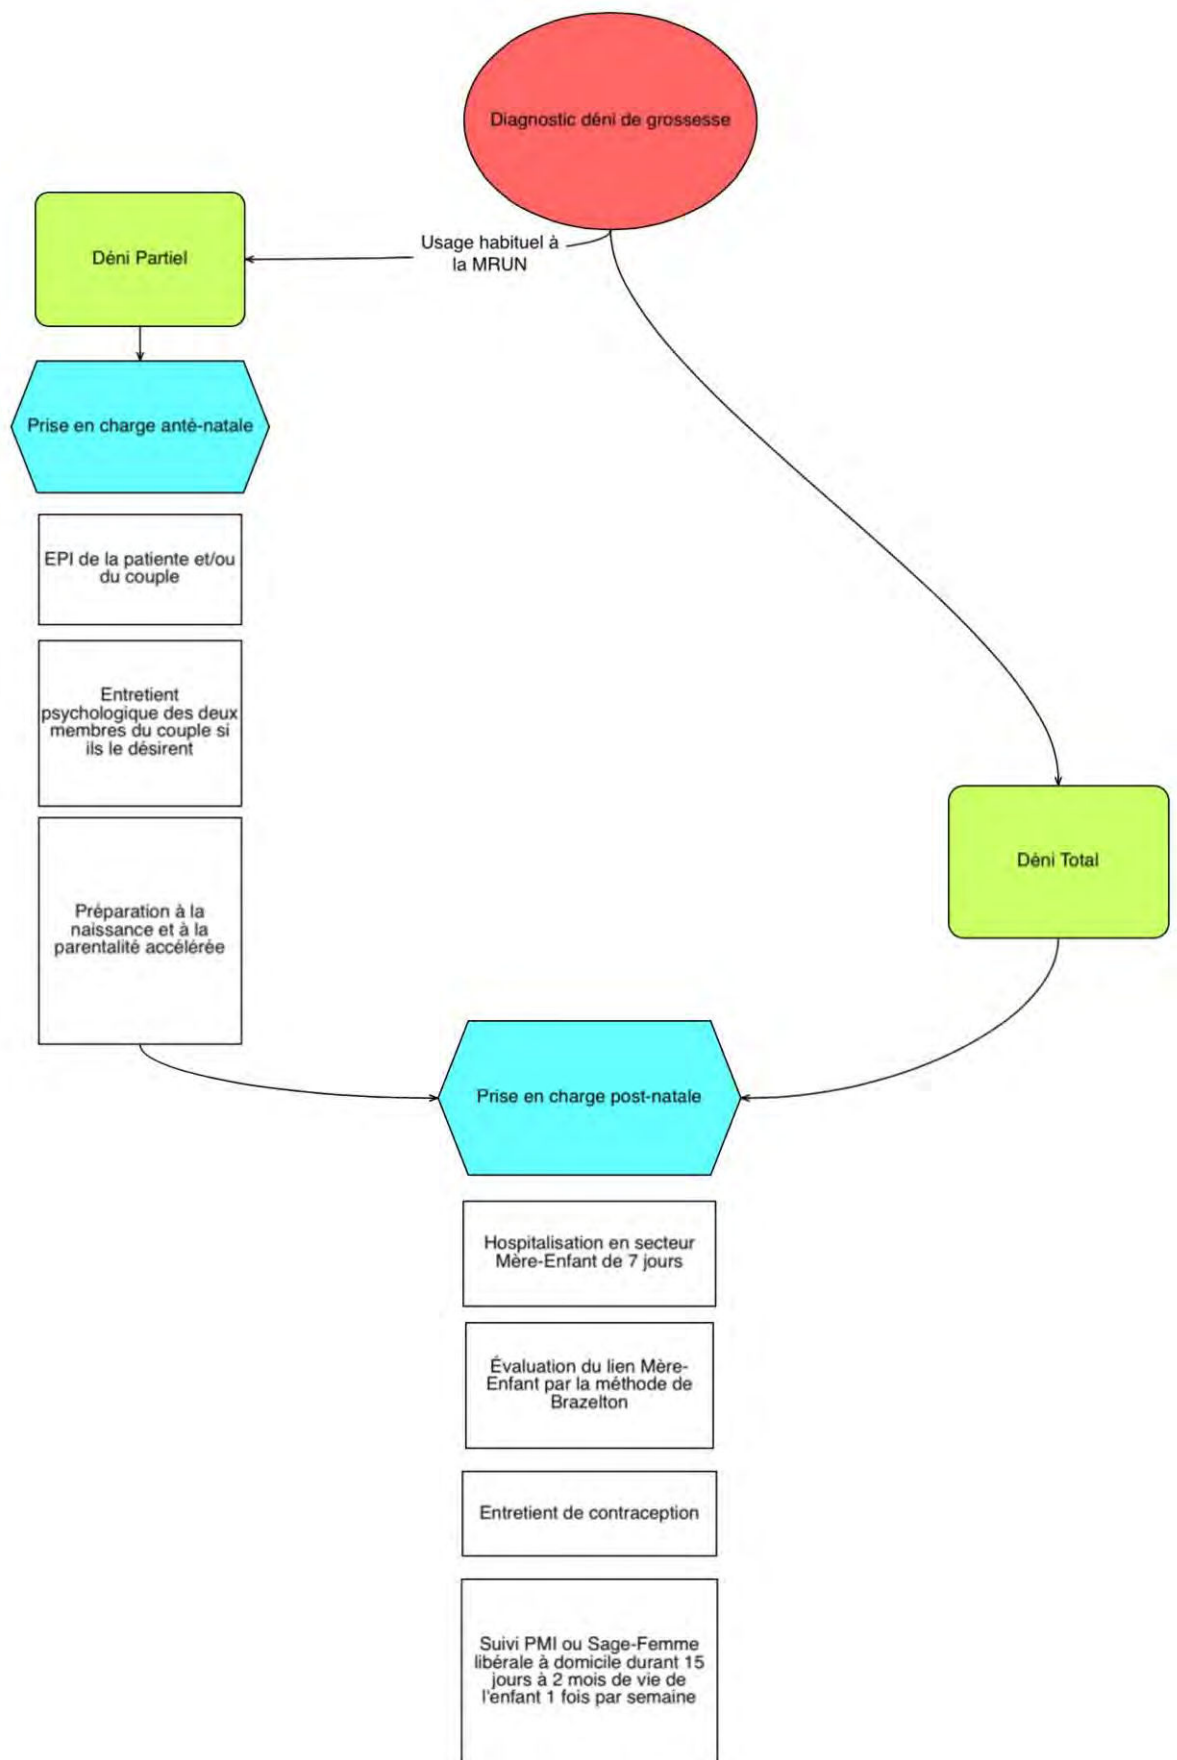 Diagnostic déni de grossesse
Usage habituel à
la MRUN
Déni Partiel
Prise en charge anté-natale
EPI de la patiente et/ou
du couple
Entretient
psychologique des deux
membres du couple si
ils le désirent
Préparation à la
naissance et à la
parentalité accélérée
Déni Total
Prise en charge post-natale
Hospitalisation en secteur
Mère-Enfant de 7 jours
Évaluation du lien Mère-
Enfant par la méthode de
Brazelton
Entretient de contraception
Suivi PMI ou Sage-Femme
libérale à domicile durant 15
jours à 2 mois de vie de
l'enfant 1 fois par semaine